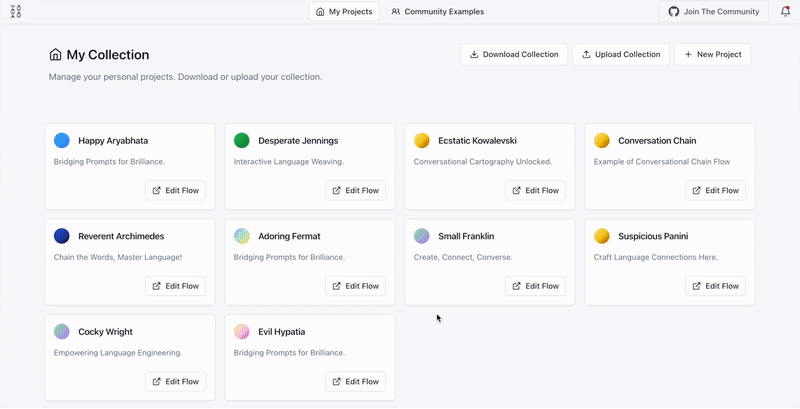 My Projects
Community Examples
Join The Community
My Collection
Download Collection
Upload Collection
New Project
Manage your personal projects. Download or upload your collection.
Happy Aryabhata
Bridging Prompts for Brilliance.
Edit Flow
Desperate Jennings
Interactive Language Weaving.
Edit Flow
Ecstatic Kowalevski
Conversational Cartography Unlocked.
Edit Flow
Conversation Chain
Example of Conversational Chain Flow
Edit Flow
Reverent Archimedes
Chain the Words, Master Language!
Edit Flow
Adoring Fermat
Bridging Prompts for Brilliance.
Edit Flow
Small Franklin
Create, Connect, Converse.
Edit Flow
Suspicious Panini
Craft Language Connections Here.
Edit Flow
Cocky Wright
Empowering Language Engineering.
Edit Flow
Evil Hypatia
Bridging Prompts for Brilliance.
Edit Flow